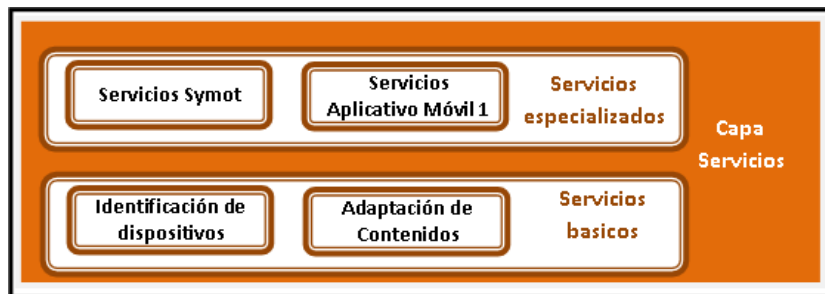 Servicios Symot
Servicios
Aplicativo Móvil 1
Servicios
especializados
Capa
Servicios
Identificación de
dispositivos
Adaptación de
Contenidos
Servicios
basicos